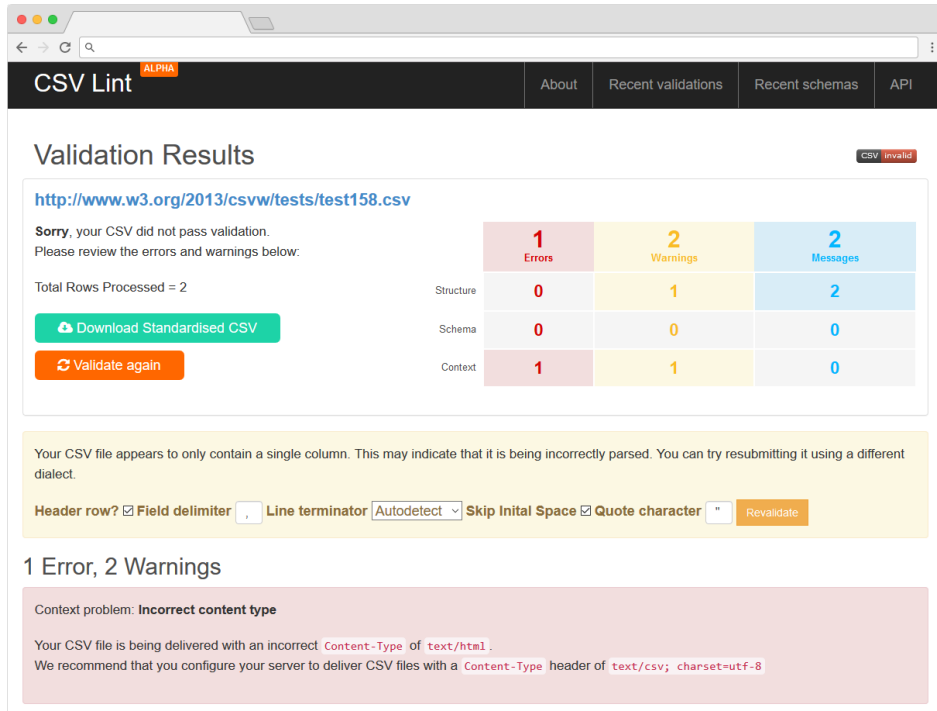 CSV Lint ALPHA
About Recent validations Recent schemas API
Validation Results
CSV invalid
http://www.w3.org/2013/csvw/tests/test158.csv
Sorry, your CSV did not pass validation.
Please review the errors and warnings below:
Total Rows Processed = 2
Download Standardised CSV
Validate again
1 2 2
Errors Warnings Messages
Structure 0 1 2
Schema 0 0 0
Context 1 1 0
Your CSV file appears to only contain a single column. This may indicate that it is being incorrectly parsed. You can try resubmitting it using a different
dialect.
Header row? Field delimiter , Line terminator Autodetect Skip Inital Space Quote character " Revalidate
1 Error, 2 Warnings
Context problem: Incorrect content type
Your CSV file is being delivered with an incorrect Content-Type of text/html.
We recommend that you configure your server to deliver CSV files with a Content-Type header of text/csv; charset=utf-8